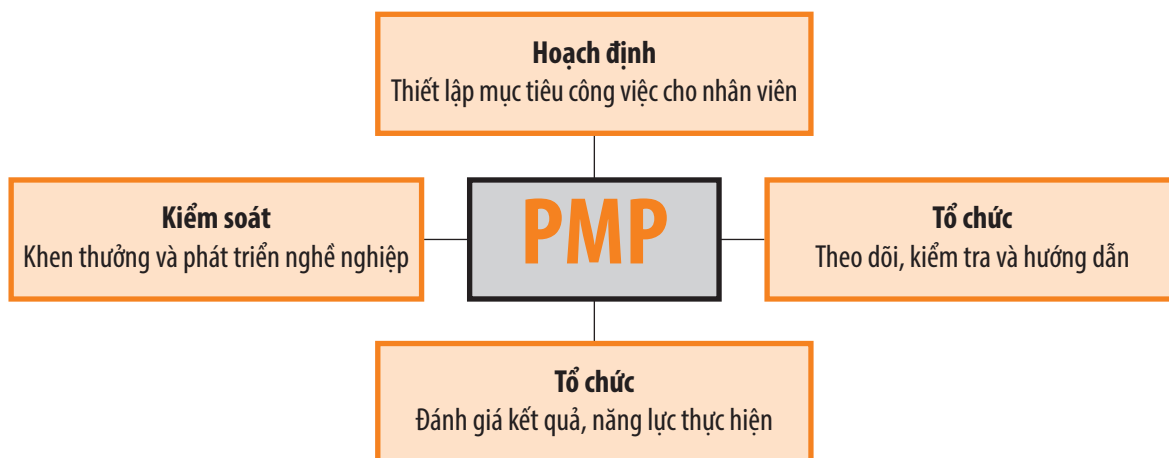 Hoạch định
Thiết lập mục tiêu công việc cho nhân viên
Kiểm soát
Khen thưởng và phát triển nghề nghiệp
PMP
Tổ chức
Theo dõi, kiểm tra và hướng dẫn
Tổ chức
Đánh giá kết quả, năng lực thực hiện